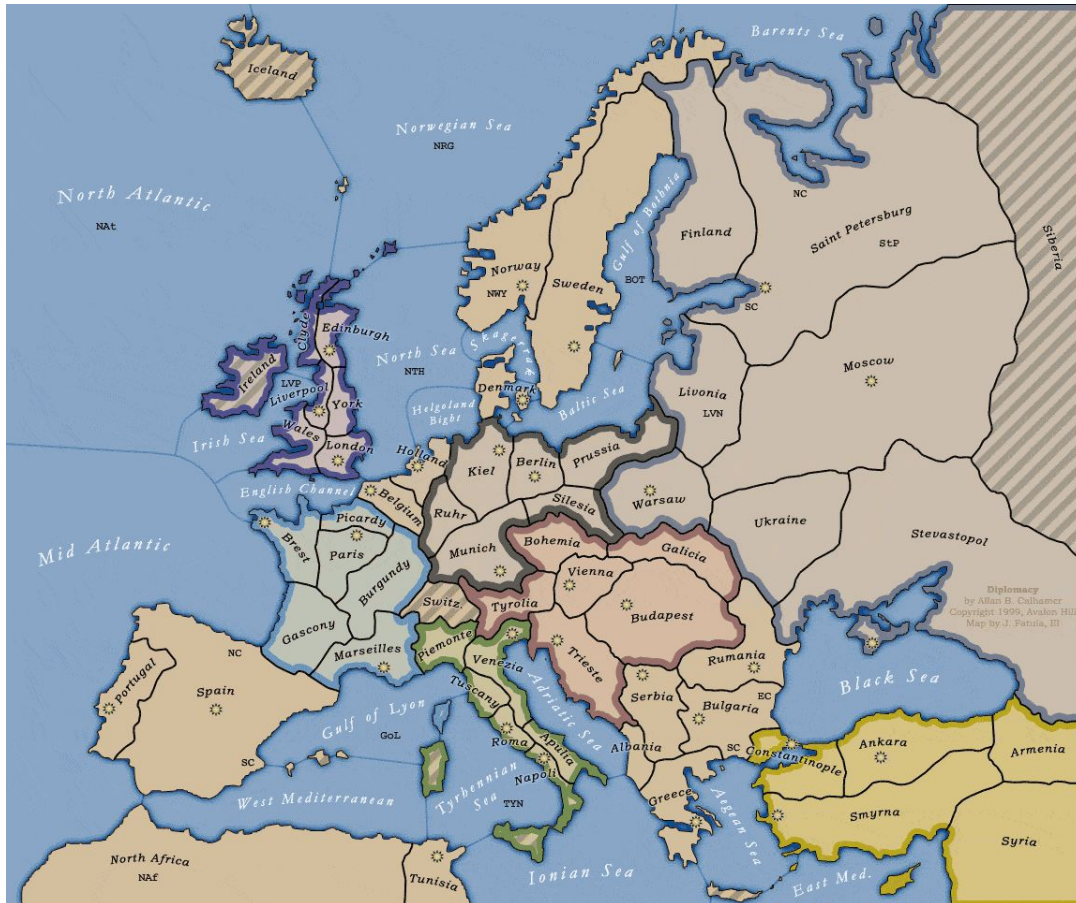 Barents Sea
Iceland
Norwegian Sea
NRG
North Atlantic
NAt
NC
Saint Petersburg
StP
Siberia
Finland
Gulf of Bothnia
BOT
Norway
NWY
Sweden
SC
Clyde
Edinburgh
North Sea
NTH
Skagerrak
Moscow
Ireland
LVP
Liverpool
York
Denmark
Baltic Sea
Livonia
LVN
Helgoland
Bight
Irish Sea
Wales
London
Holland
Kiel
Berlin
Prussia
English Channel
Belgium
Ruhr
Silesia
Warsaw
Ukraine
Stevastopol
Mid Atlantic
Brest
Picardy
Paris
Burgundy
Munich
Bohemia
Galicia
Vienna
Budapest
Diplomacy
by Allan B. Calhamer
Copyright 1999, Avalen Hill
Map by J. Fatula, III
Switz.
Tyrolia
Gascony
Marseilles
Piemonte
Venezia
Trieste
Rumania
Black Sea
NC
Portugal
Spain
SC
Gulf of Lyon
GoL
Tuscany
Roma
Adriatic Sea
Apulia
Napoli
Serbia
Bulgaria
EC
SC
Albania
Constantinople
Ankara
Armenia
West Mediterranean
Tyrhennian
Sea
TYN
Greece
Aegean Sea
Smyrna
Syria
North Africa
NAf
Tunisia
Ionian Sea
East Med.